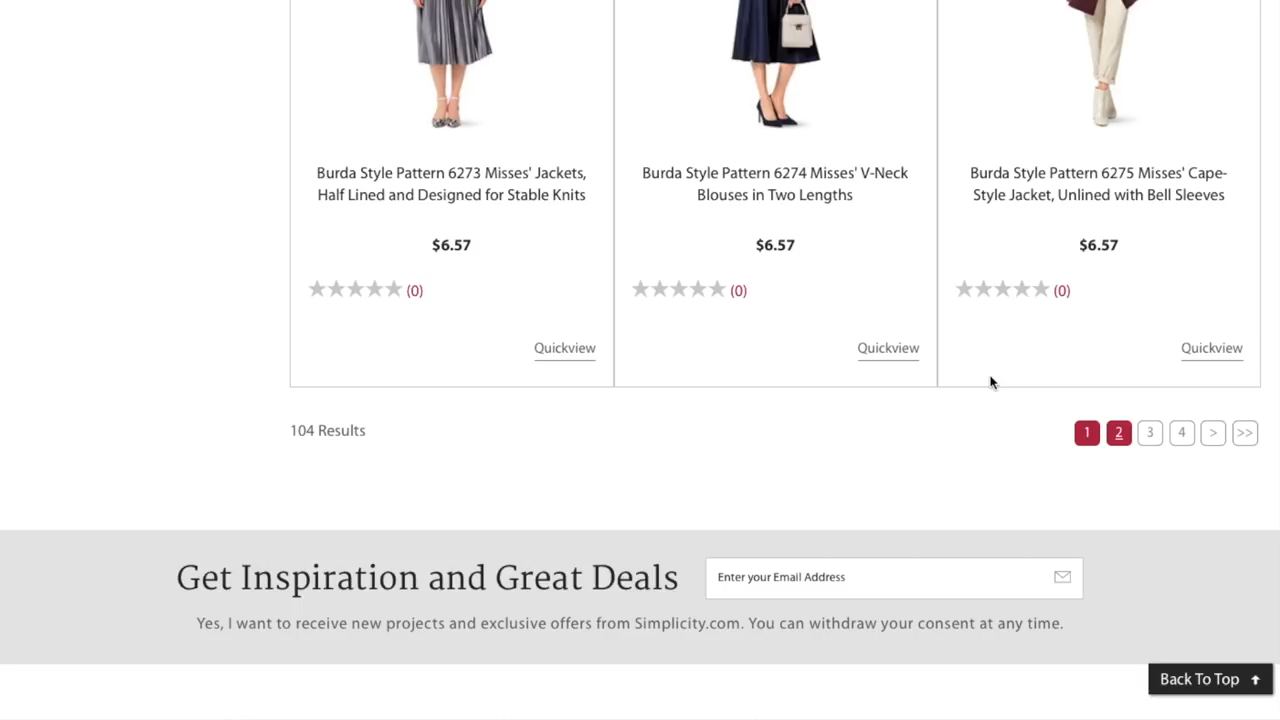 Burda Style Pattern 6273 Misses' Jackets,
Half Lined and Designed for Stable Knits
$6.57
(0)
Quickview
Burda Style Pattern 6274 Misses' V-Neck
Blouses in Two Lengths
$6.57
(0)
Quickview
Burda Style Pattern 6275 Misses' Cape-
Style Jacket, Unlined with Bell Sleeves
$6.57
(0)
Quickview
104 Results
1 2 3 4 > >>
Get Inspiration and Great Deals
Enter your Email Address
Yes, I want to receive new projects and exclusive offers from Simplicity.com. You can withdraw your consent at any time.
Back To Top